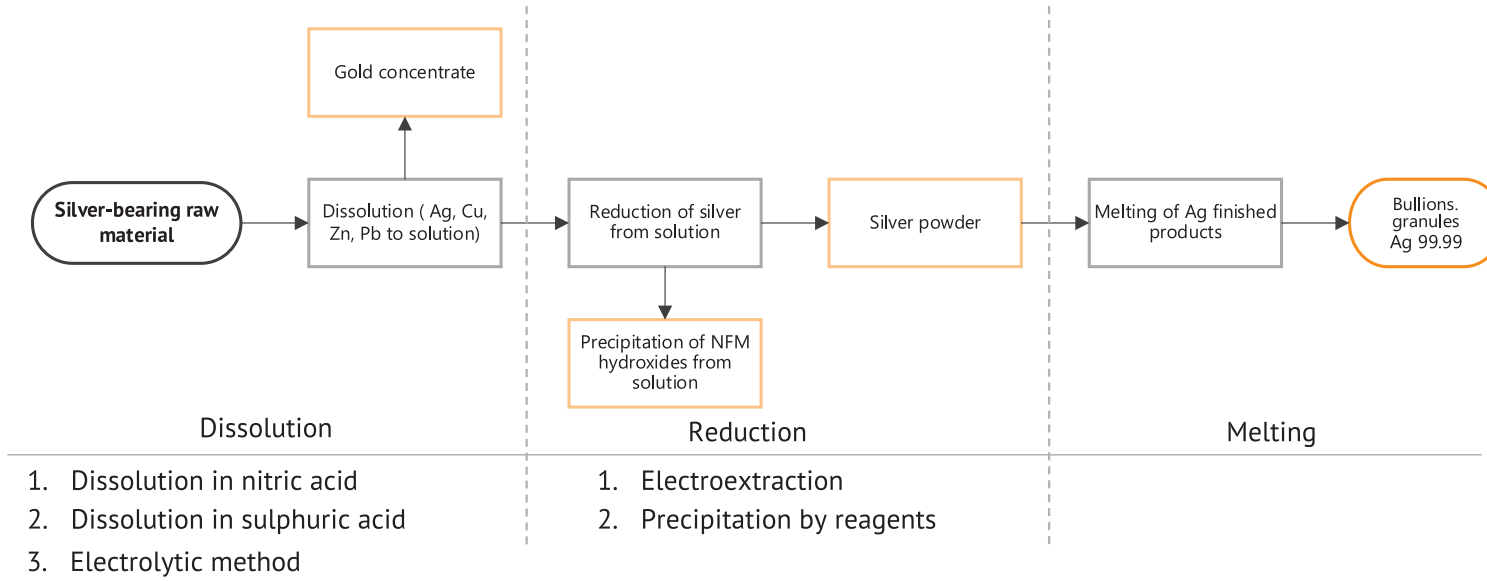 Gold concentrate
Silver-bearing raw
material
Dissolution ( Ag, Cu,
Zn, Pb to solution)
Reduction of silver
from solution
Silver powder
Melting of Ag finished
products
Bullions.
granules
Ag 99.99
Precipitation of NFM
hydroxides from
solution
Dissolution
Reduction
Melting
1. Dissolution in nitric acid
2. Dissolution in sulphuric acid
3. Electrolytic method
1. Electroextraction
2. Precipitation by reagents